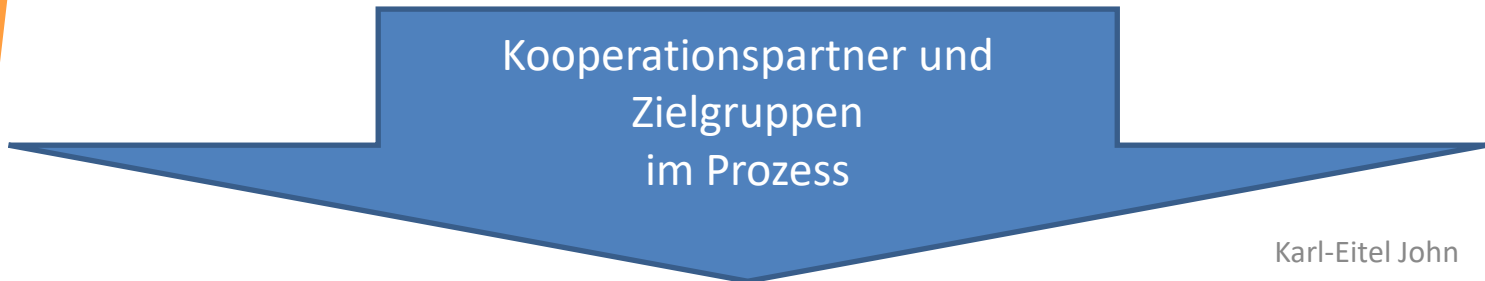 Kooperationspartner und
Zielgruppen
im Prozess
Karl-Eitel John